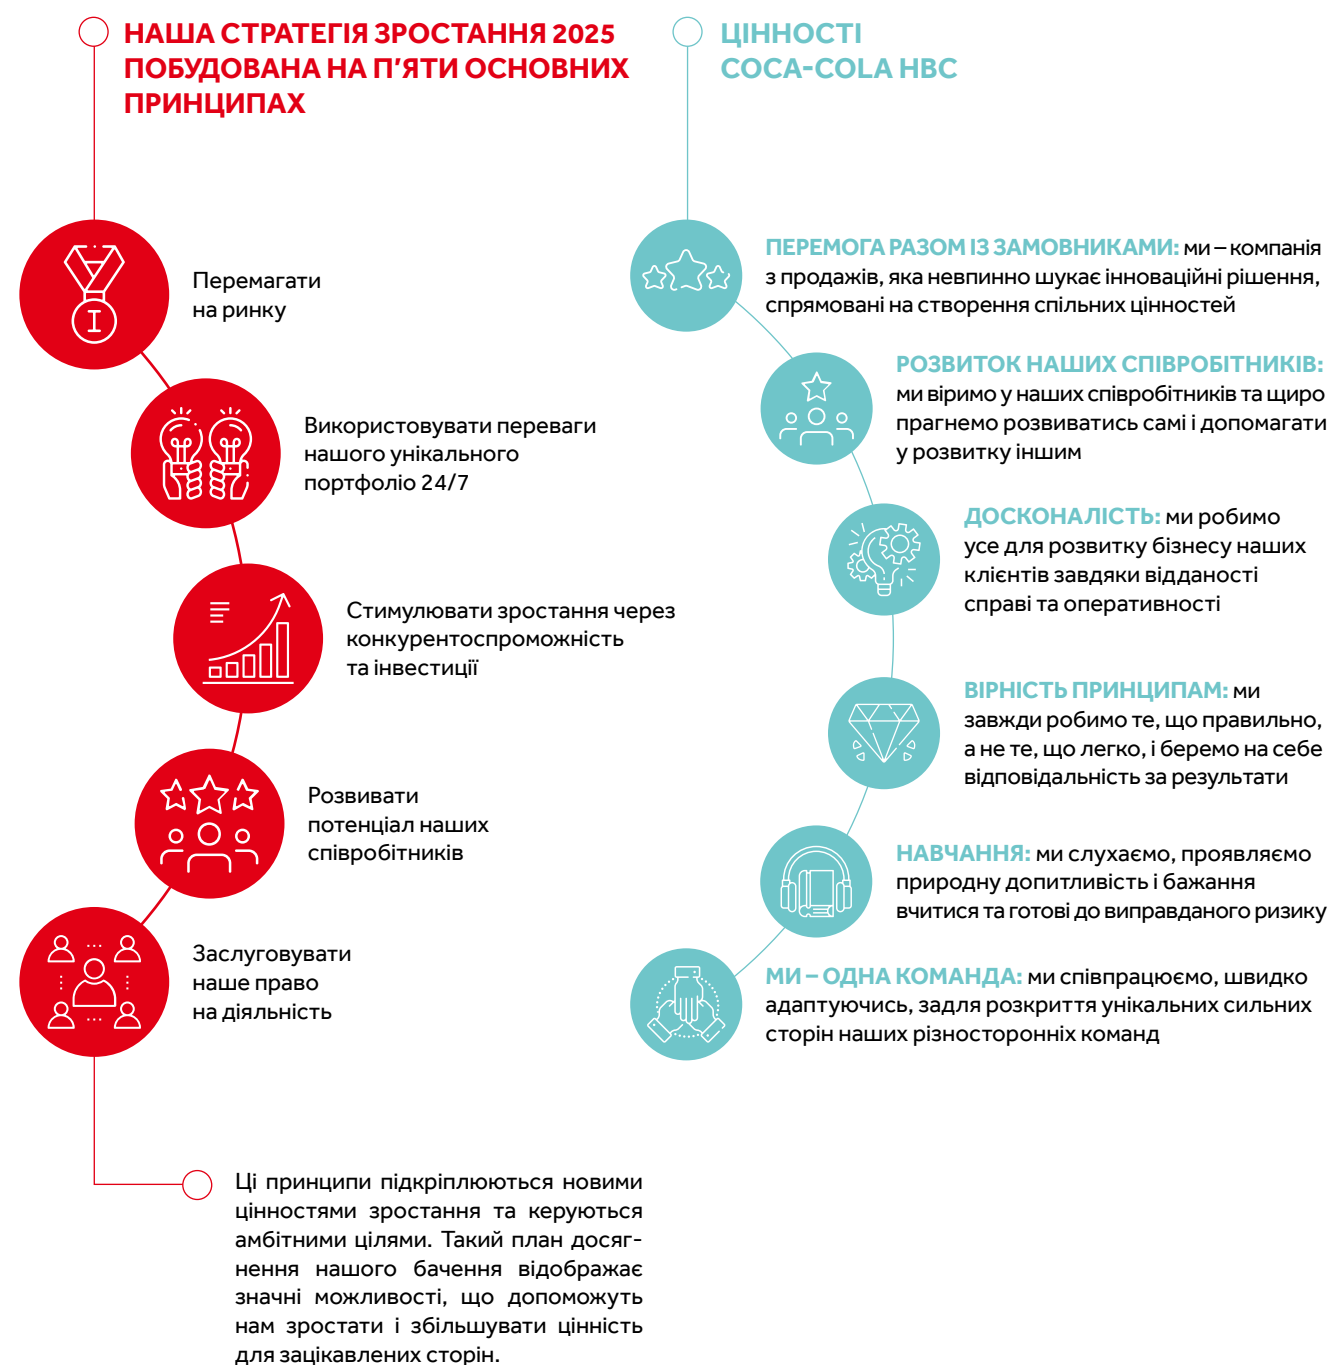 НАША СТРАТЕГІЯ ЗРОСТАННЯ 2025
ПОБУДОВАНА НА П’ЯТИ ОСНОВНИХ
ПРИНЦИПАХ
Перемагати
на ринку
Використовувати переваги
нашого унікального
портфоліо 24/7
Стимулювати зростання через
конкурентоспроможність
та інвестиції
Розвивати
потенціал наших
співробітників
Заслуговувати
наше право
на діяльність
Ці принципи підкріплюються новими
цінностями зростання та керуються
амбітними цілями. Такий план досяг-
нення нашого бачення відображає
значні можливості, що допоможуть
нам зростати і збільшувати цінність
для зацікавлених сторін.
ЦІННОСТІ
COCA-COLA HBC
ПЕРЕМОГА РАЗОМ ІЗ ЗАМОВНИКАМИ: ми – компанія
з продажів, яка невпинно шукає інноваційні рішення,
спрямовані на створення спільних цінностей
РОЗВИТОК НАШИХ СПІВРОБІТНИКІВ:
ми віримо у наших співробітників та щиро
прагнемо розвиватись самі і допомагати
у розвитку іншим
ДОСКОНАЛІСТЬ: ми робимо
усе для розвитку бізнесу наших
клієнтів завдяки відданості
справі та оперативності
ВІРНІСТЬ ПРИНЦИПАМ: ми
завжди робимо те, що правильно,
а не те, що легко, і беремо на себе
відповідальність за результати
НАВЧАННЯ: ми слухаємо, проявляємо
природну допитливість і бажання
вчитися та готові до виправданого ризику
МИ – ОДНА КОМАНДА: ми співпрацюємо, швидко
адаптуючись, задля розкриття унікальних сильних
сторін наших різносторонніх команд